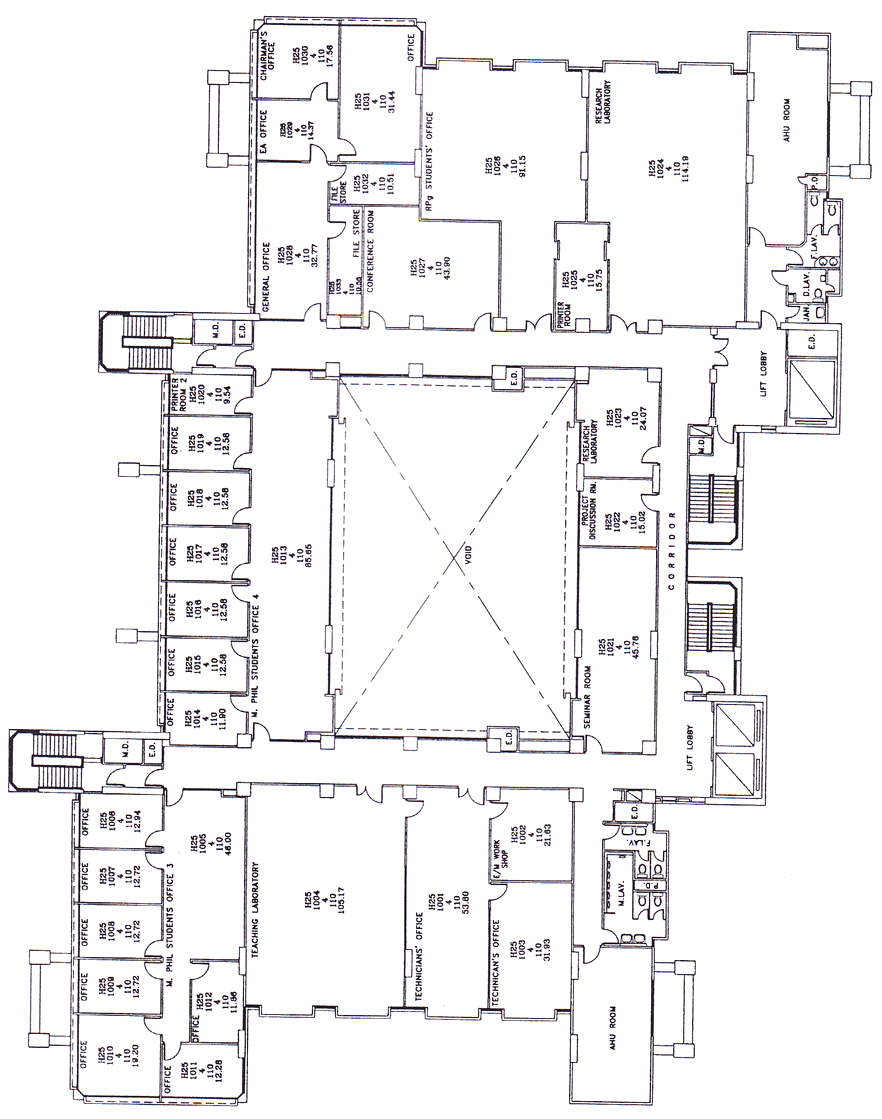 CHAIRMAN'S
OFFICE
H25
1030
4
110
17.56
OFFICE
H25
1031
4
110
31.44
EA OFFICE
H25
1029
4
110
14.37
RPg STUDENTS' OFFICE
H25
1026
4
110
91.15
RESEARCH
LABORATORY
H25
1024
4
110
114.19
AHU ROOM
P.D.
F.LAV.
D.LAV.
JAN.
FILE
STORE
H25
1032
4
110
10.51
GENERAL OFFICE
H25
1028
4
110
32.77
FILE STORE
H25
1033
4
110
CONFERENCE ROOM
H25
1027
4
110
43.90
PRINTER
ROOM
H25
1025
4
110
15.75
M.D.
E.D.
E.D.
LIFT LOBBY
E.D.
PRINTER
ROOM 2
H25
1020
4
110
9.54
OFFICE
H25
1019
4
110
12.58
OFFICE
H25
1018
4
110
12.58
OFFICE
H25
1017
4
110
12.58
OFFICE
H25
1016
4
110
12.58
OFFICE
H25
1015
4
110
12.58
OFFICE
H25
1014
4
110
11.90
M. PHIL STUDENTS OFFICE 4
H25
1013
4
110
85.65
VOID
RESEARCH
LABORATORY
H25
1023
4
110
24.07
PROJECT
DISCUSSION RM.
H25
1022
4
110
15.02
SEMINAR ROOM
H25
1021
4
110
45.76
CORRIDOR
M.D.
M.D.
E.D.
E.D.
LIFT LOBBY
OFFICE
H25
1006
4
110
12.94
OFFICE
H25
1007
4
110
12.72
OFFICE
H25
1008
4
110
12.72
OFFICE
H25
1009
4
110
12.72
OFFICE
H25
1010
4
110
19.20
OFFICE
H25
1011
4
110
12.28
OFFICE
H25
1012
4
110
11.86
M. PHIL STUDENTS OFFICE 3
H25
1005
4
110
46.00
TEACHING LABORATORY
H25
1004
4
110
105.17
TECHNICIANS' OFFICE
H25
1001
4
110
53.80
E/M WORK
SHOP
H25
1002
4
110
21.63
TECHNICAN'S OFFICE
H25
1003
4
110
31.93
E.D.
F.LAV.
P.D.
M.LAV.
AHU ROOM